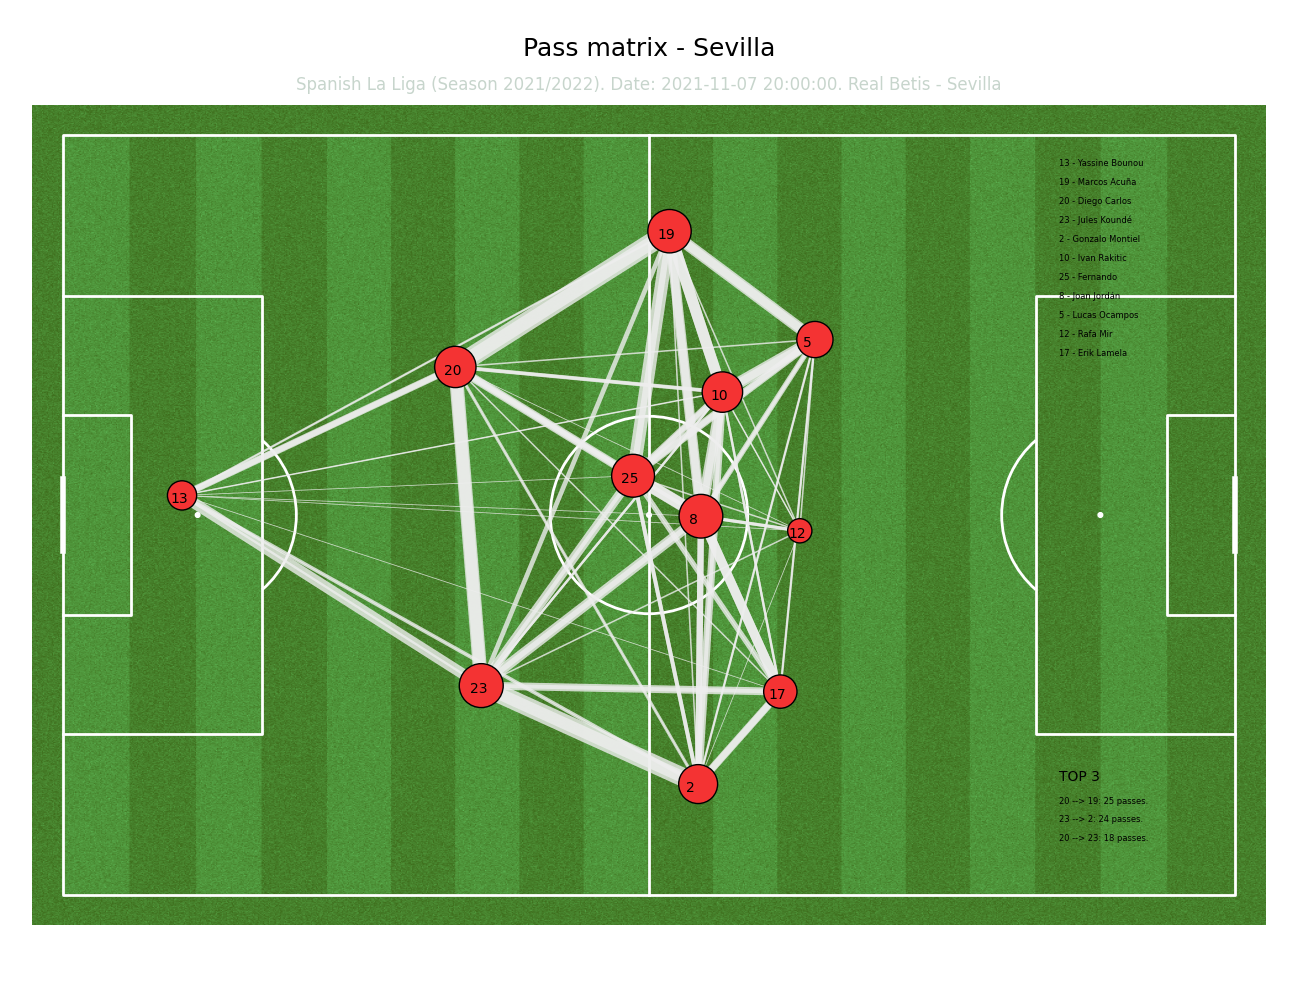 Pass matrix - Sevilla
Spanish La Liga (Season 2021/2022). Date: 2021-11-07 20:00:00. Real Betis - Sevilla
13 - Yassine Bounou
19 - Marcos Acuña
20 - Diego Carlos
23 - Jules Koundé
2 - Gonzalo Montiel
10 - Ivan Rakitic
25 - Fernando
8 - Joan Jordán
5 - Lucas Ocampos
12 - Rafa Mir
17 - Erik Lamela
19
5
20
10
25
13
8
12
23
17
2
TOP 3
20 --> 19: 25 passes.
23 --> 2: 24 passes.
20 --> 23: 18 passes.